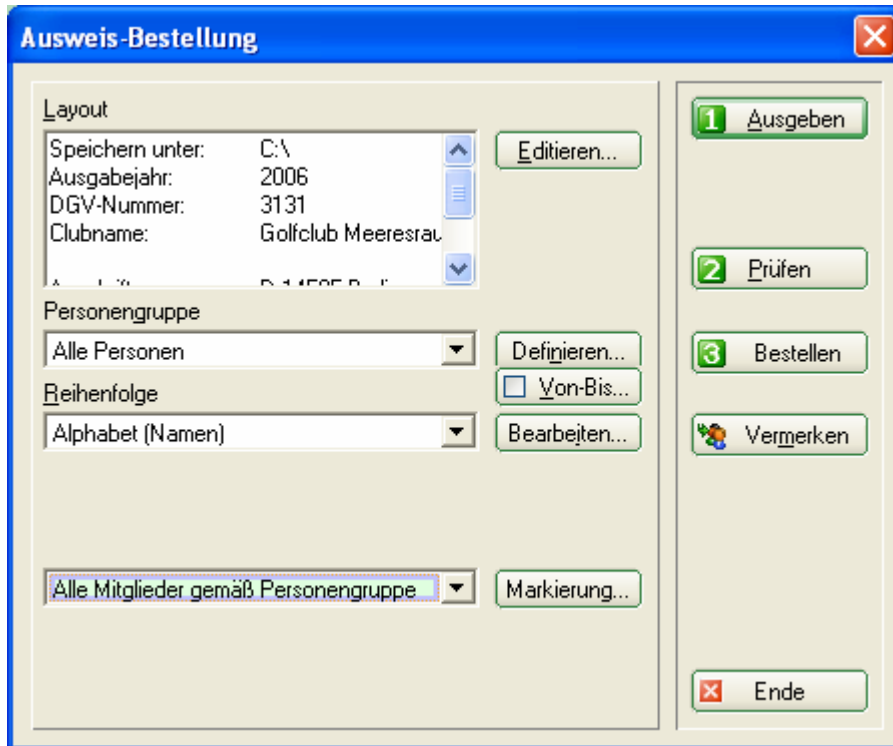 Ausweis-Bestellung
Layout
Speichern unter: C:\
Ausgabejahr: 2006
DGV-Nummer: 3131
Clubname: Golfclub Meeresrau
Editieren...
Personengruppe
Alle Personen
Definieren...
Von-Bis...
Reihenfolge
Alphabet (Namen)
Bearbeiten...
Alle Mitglieder gemäß Personengruppe
Markierung...
1 Ausgeben
2 Prüfen
3 Bestellen
Vermerken
Ende